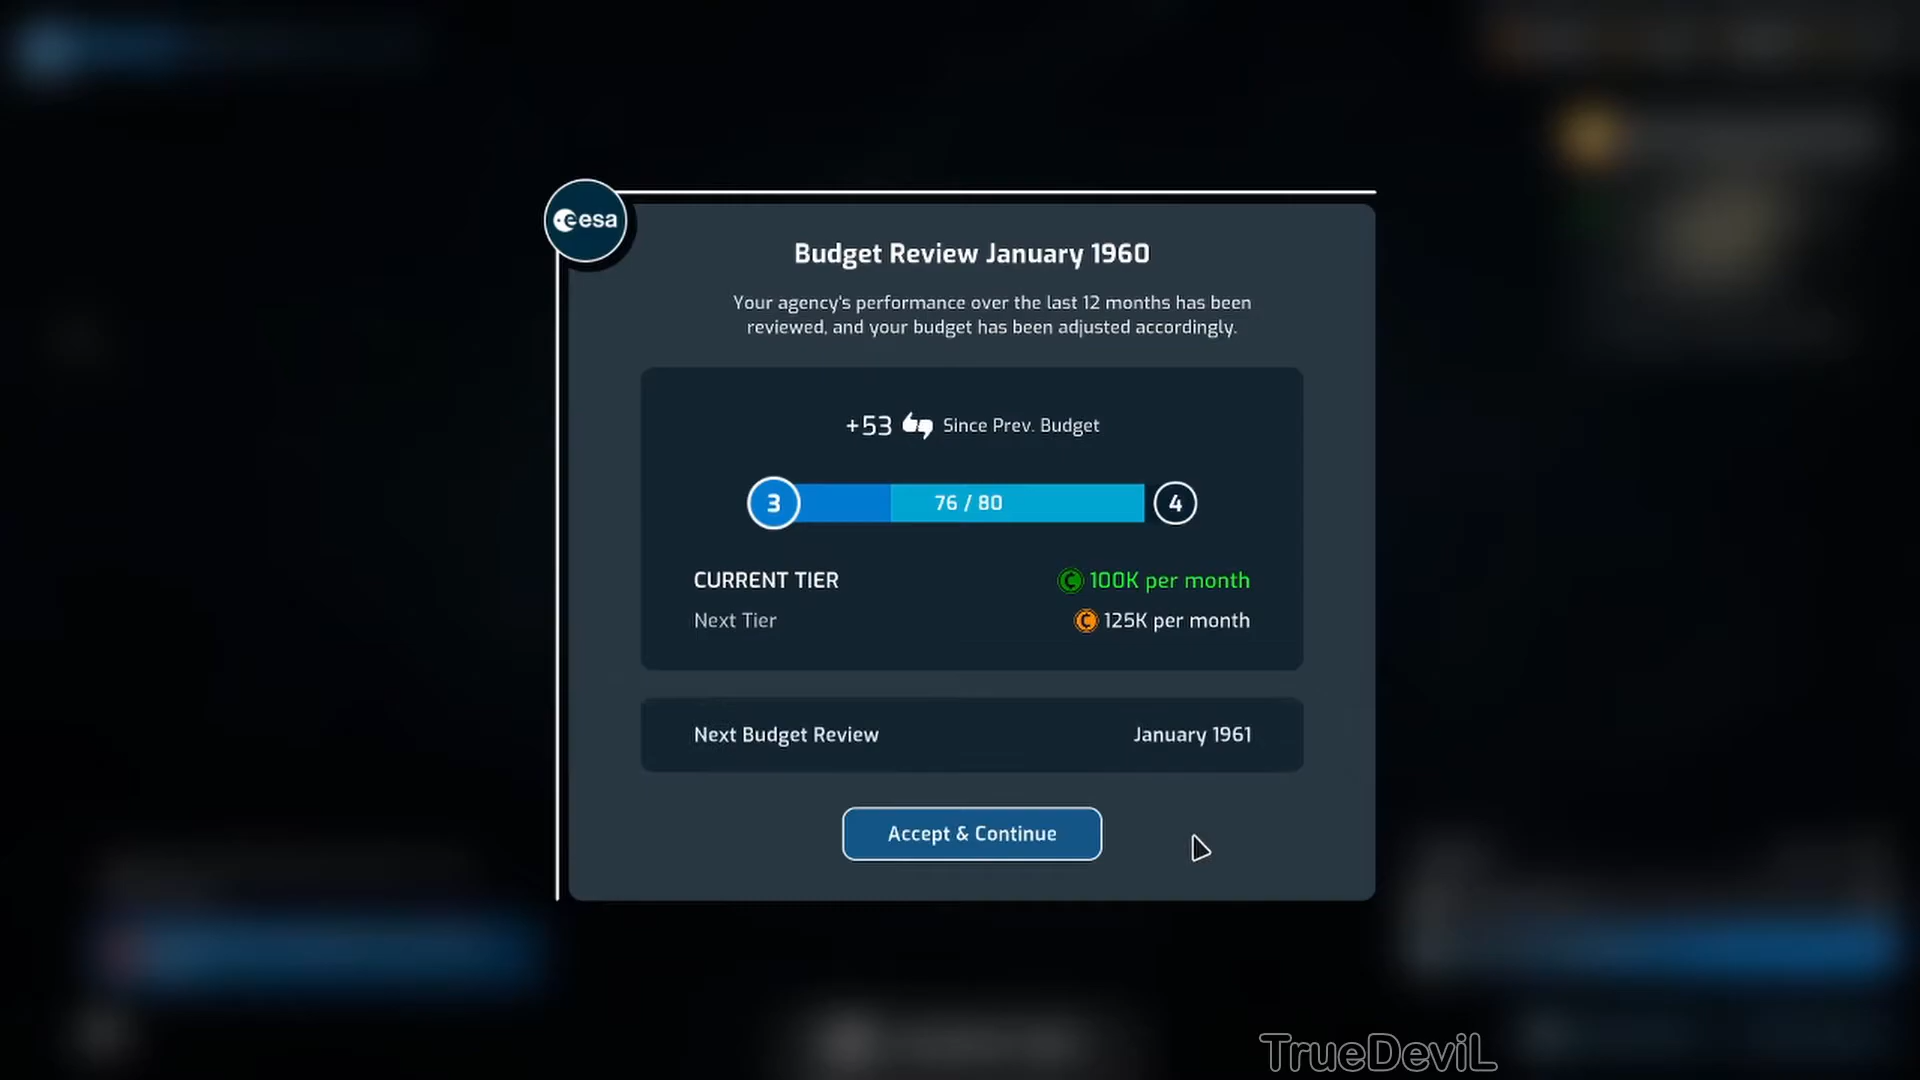 esa
Budget Review January 1960
Your agency's performance over the last 12 months has been
reviewed, and your budget has been adjusted accordingly.
+53 Since Prev. Budget
3 76 / 80 4
CURRENT TIER C 100K per month
Next Tier C 125K per month
Next Budget Review January 1961
Accept & Continue
TrueDeviL